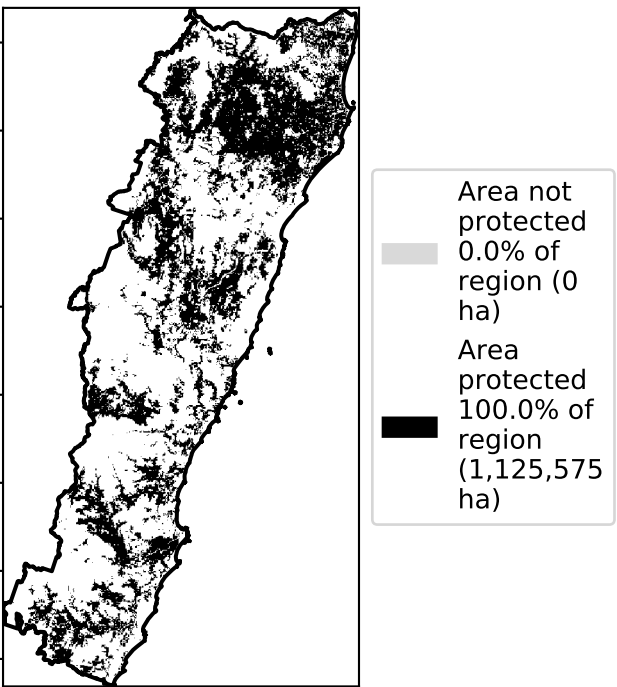 Area not
protected
0.0% of
region (0
ha)
Area
protected
100.0% of
region
(1,125,575
ha)